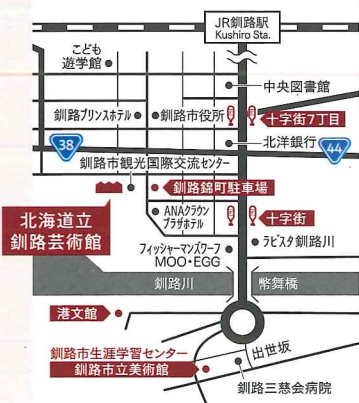 JR釧路駅
Kushiro Sta.
こども
遊学館
中央図書館
釧路プリンスホテル
釧路市役所
十字街7丁目
38
北洋銀行
44
釧路市観光国際交流センター
釧路錦町駐車場
北海道立
釧路芸術館
ANAクラウン
プラザホテル
十字街
フィッシャーマンズワーフ
MOO・EGG
ラビスタ釧路川
釧路川
幣舞橋
港文館
釧路市生涯学習センター
釧路市立美術館
出世坂
釧路三慈会病院